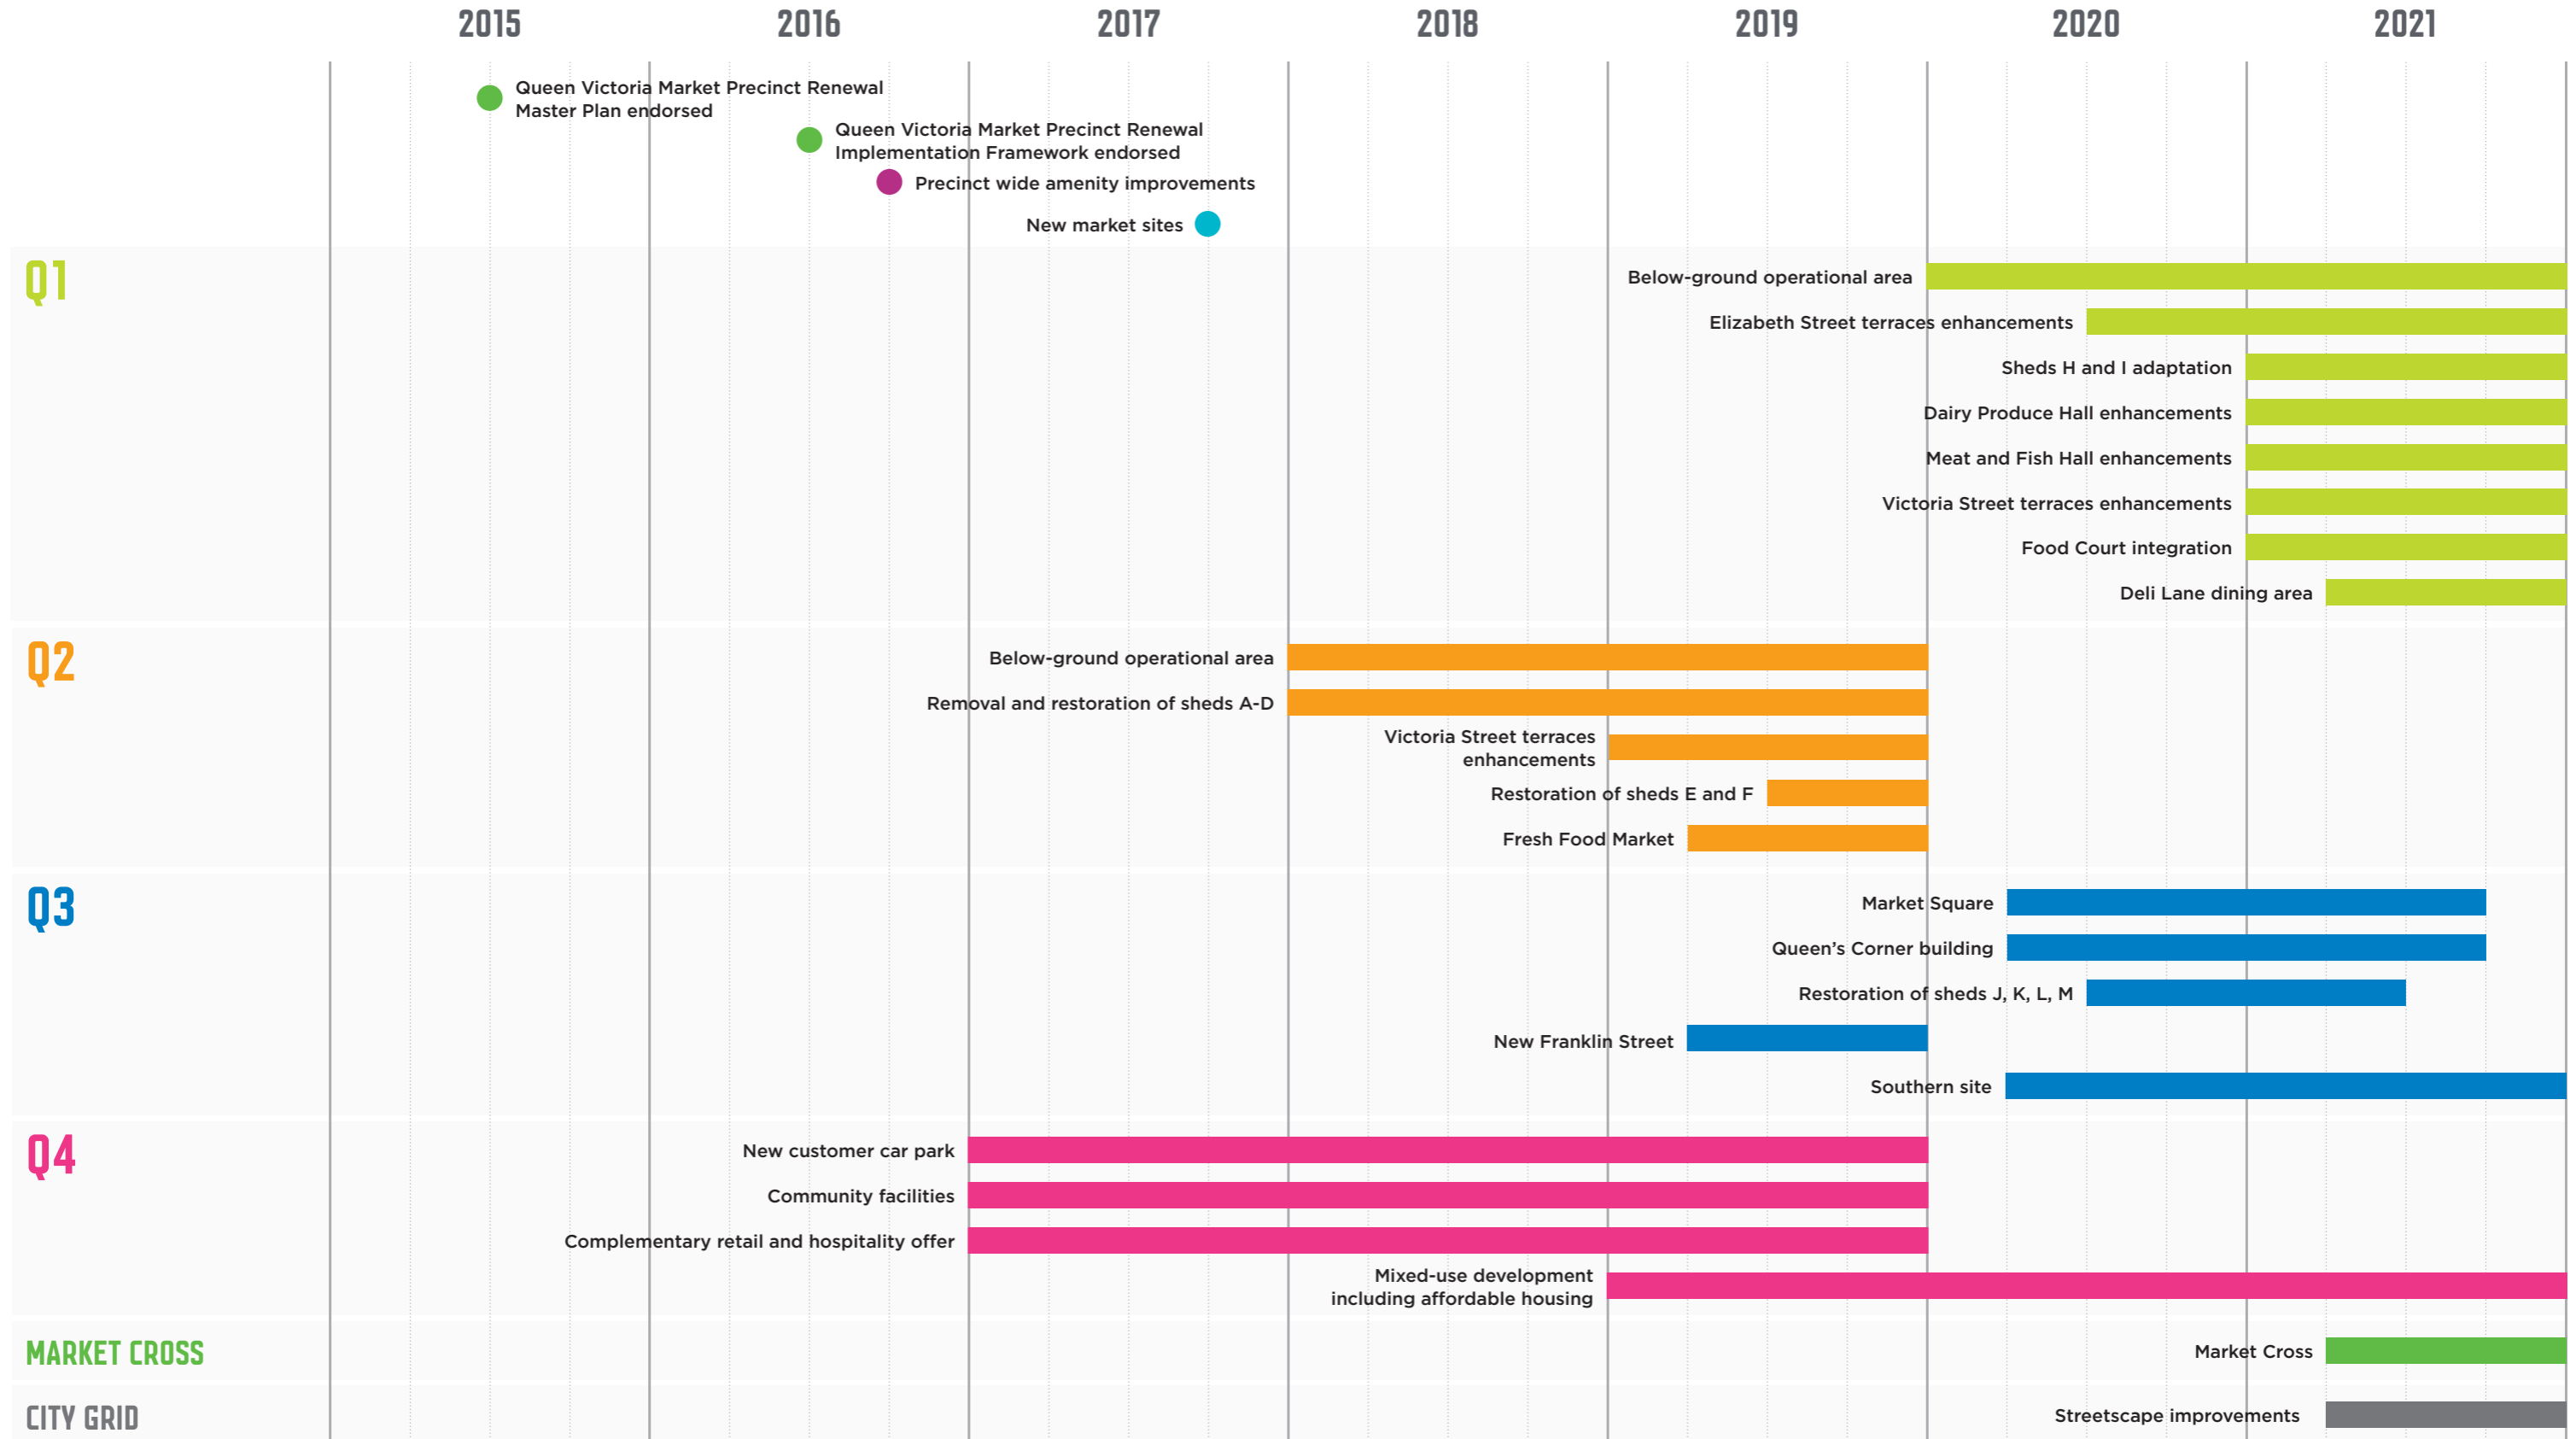 2015 2016 2017 2018 2019 2020 2021
Queen Victoria Market Precinct Renewal
Master Plan endorsed
Queen Victoria Market Precinct Renewal
Implementation Framework endorsed
Precinct wide amenity improvements
New market sites
Q1
Below-ground operational area
Elizabeth Street terraces enhancements
Sheds H and I adaptation
Dairy Produce Hall enhancements
Meat and Fish Hall enhancements
Victoria Street terraces enhancements
Food Court integration
Deli Lane dining area
Q2
Below-ground operational area
Removal and restoration of sheds A-D
Victoria Street terraces
enhancements
Restoration of sheds E and F
Fresh Food Market
Q3
Market Square
Queen’s Corner building
Restoration of sheds J, K, L, M
New Franklin Street
Southern site
Q4
New customer car park
Community facilities
Complementary retail and hospitality offer
Mixed-use development
including affordable housing
MARKET CROSS
Market Cross
CITY GRID
Streetscape improvements